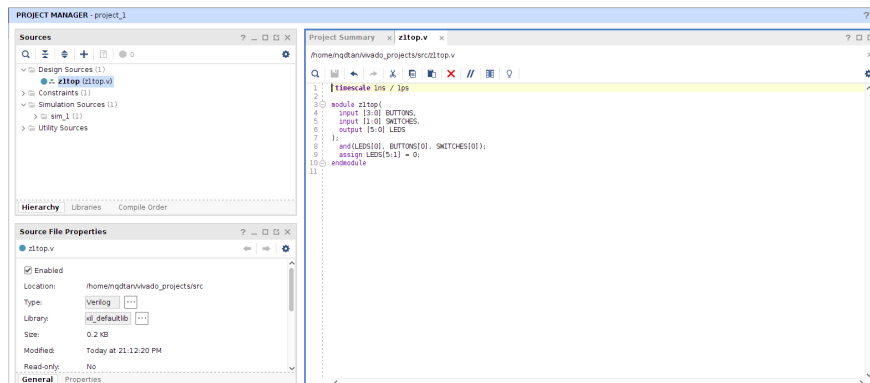 PROJECT MANAGER - project_1
?
Sources
? _ □ X
0
Design Sources (1)
z1top (z1top.v)
Constraints (1)
Simulation Sources (1)
sim_1 (1)
Utility Sources
Hierarchy Libraries Compile Order
Source File Properties
? _ □ X
z1top.v
Enabled
Location: /home/nqdtan/vivado_projects/src
Type: Verilog ...
Library: xil_defaultlib ...
Size: 0.2 KB
Modified: Today at 21:12:20 PM
Read-only: No
General Properties
Project Summary × z1top.v ×
/home/nqdtan/vivado_projects/src/z1top.v
1 `timescale 1ns / 1ps
2
3 module z1top(
4 input [3:0] BUTTONS,
5 input [1:0] SWITCHES,
6 output [5:0] LEDS
7 );
8 and(LEDS[0], BUTTONS[0], SWITCHES[0]);
9 assign LEDS[5:1] = 0;
10 endmodule
11